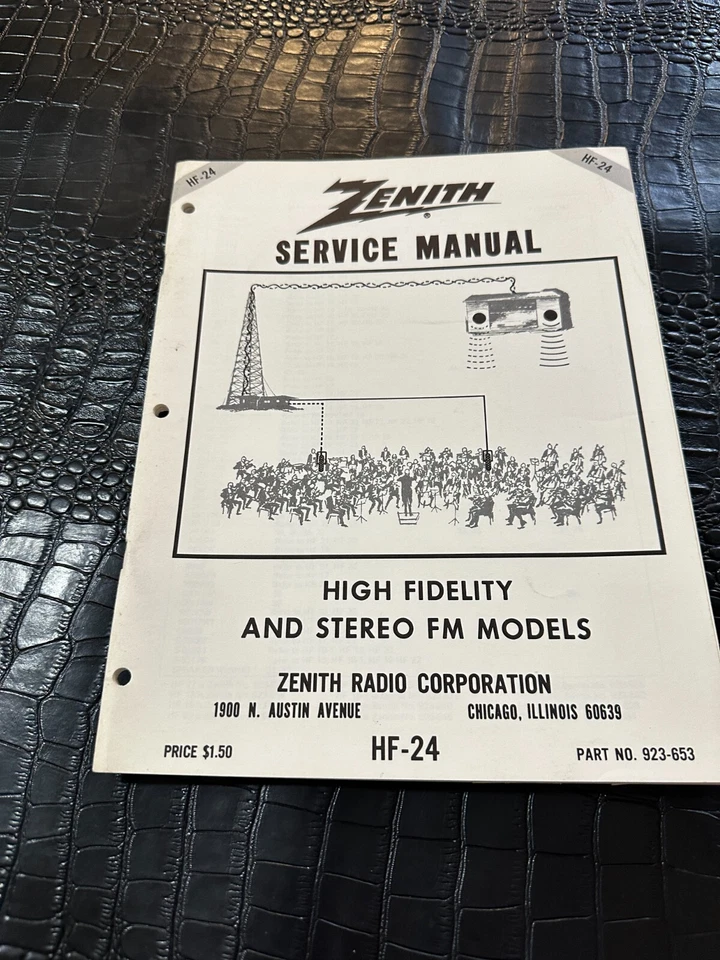 HF-24
HF-24
ZENITH
®
SERVICE MANUAL
HIGH FIDELITY
AND STEREO FM MODELS
ZENITH RADIO CORPORATION
1900 N. AUSTIN AVENUE CHICAGO, ILLINOIS 60639
PRICE $1.50 HF-24 PART NO. 923-653